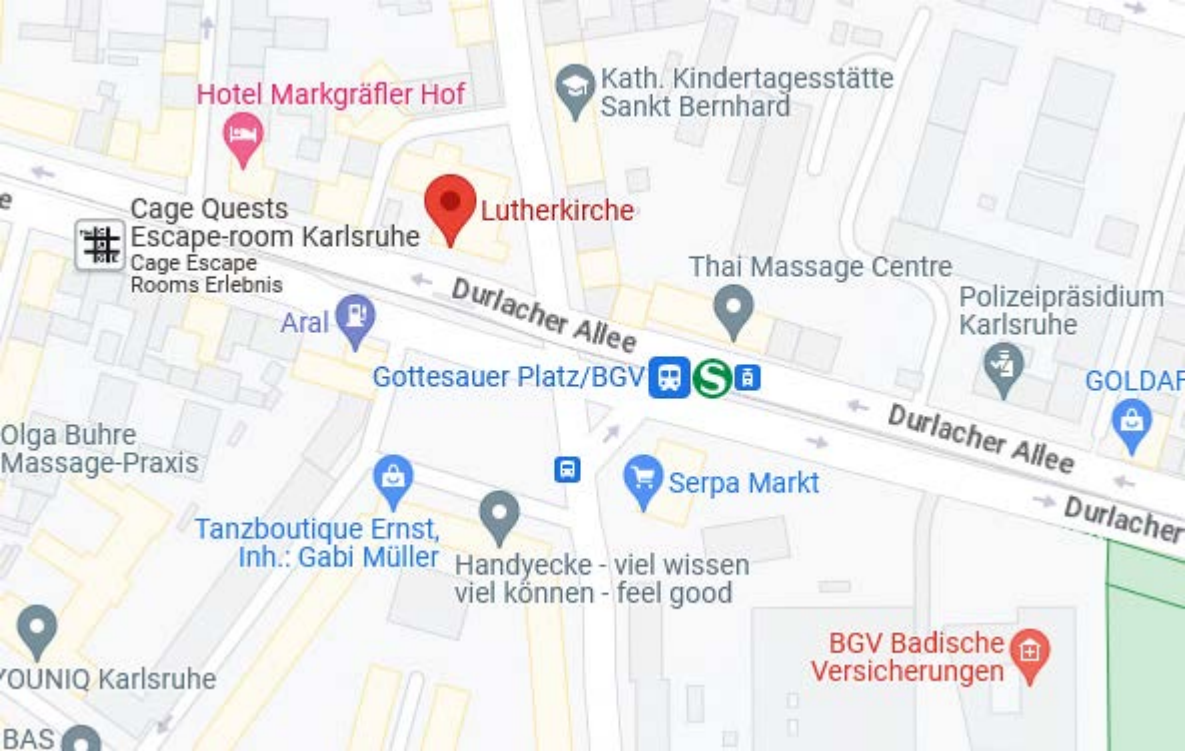 Kath. Kindertagesstätte
Sankt Bernhard
Hotel Markgräfler Hof
e
Cage Quests
Escape-room Karlsruhe
Cage Escape
Rooms Erlebnis
Lutherkirche
Thai Massage Centre
Polizeipräsidium
Karlsruhe
Durlacher Allee
Aral
Gottesauer Platz/BGV
S
GOLDAF
Durlacher Allee
Olga Buhre
Massage-Praxis
Serpa Markt
Durlacher
Tanzboutique Ernst,
Inh.: Gabi Müller
Handyecke - viel wissen
viel können - feel good
BGV Badische
Versicherungen
YOUNIQ Karlsruhe
BAS